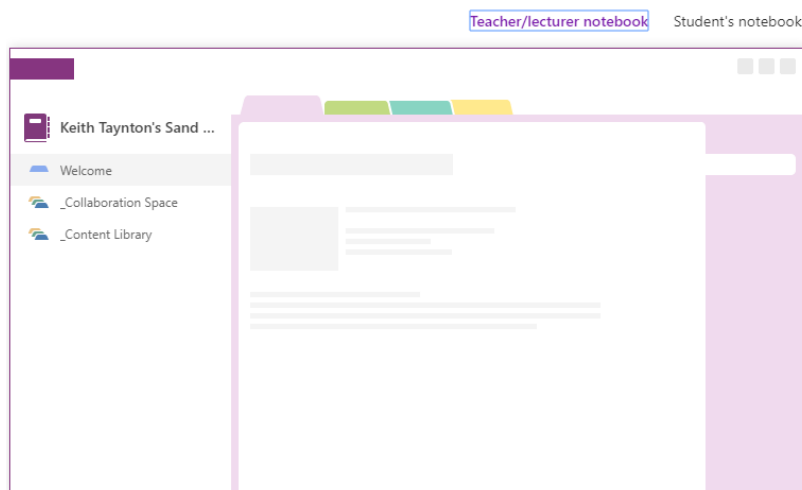 Teacher/lecturer notebook Student's notebook
Keith Taynton's Sand ...
Welcome
_Collaboration Space
_Content Library